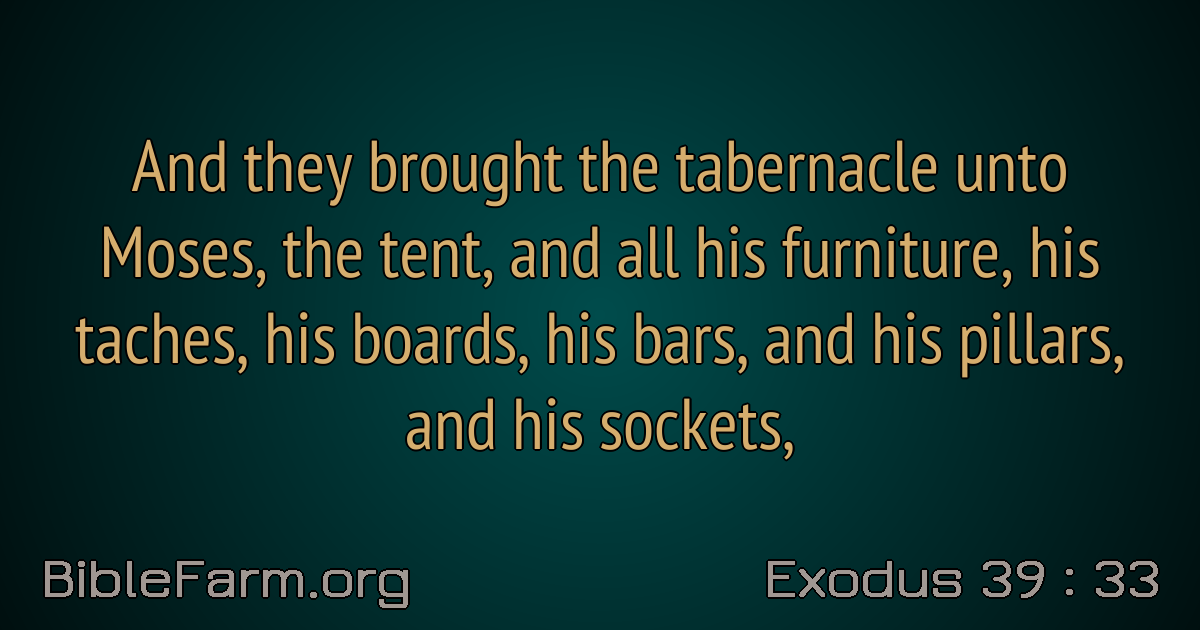 And they brought the tabernacle unto
Moses, the tent, and all his furniture, his
taches, his boards, his bars, and his pillars,
and his sockets,
BibleFarm.org
Exodus 39 : 33